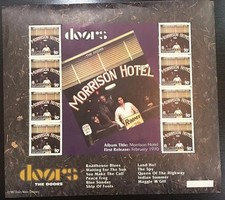 the doors
MORRISON HOTEL
Album Title: Morrison Hotel
First Release: February 1970
the doors
THE DOORS
Roadhouse Blues
Waiting For The Sun
You Make Me Call
Peace Frog
Blue Sunday
Ship Of Fools
Land Ho!
The Spy
Queen Of The Highway
Indian Summer
Maggie M'Gill